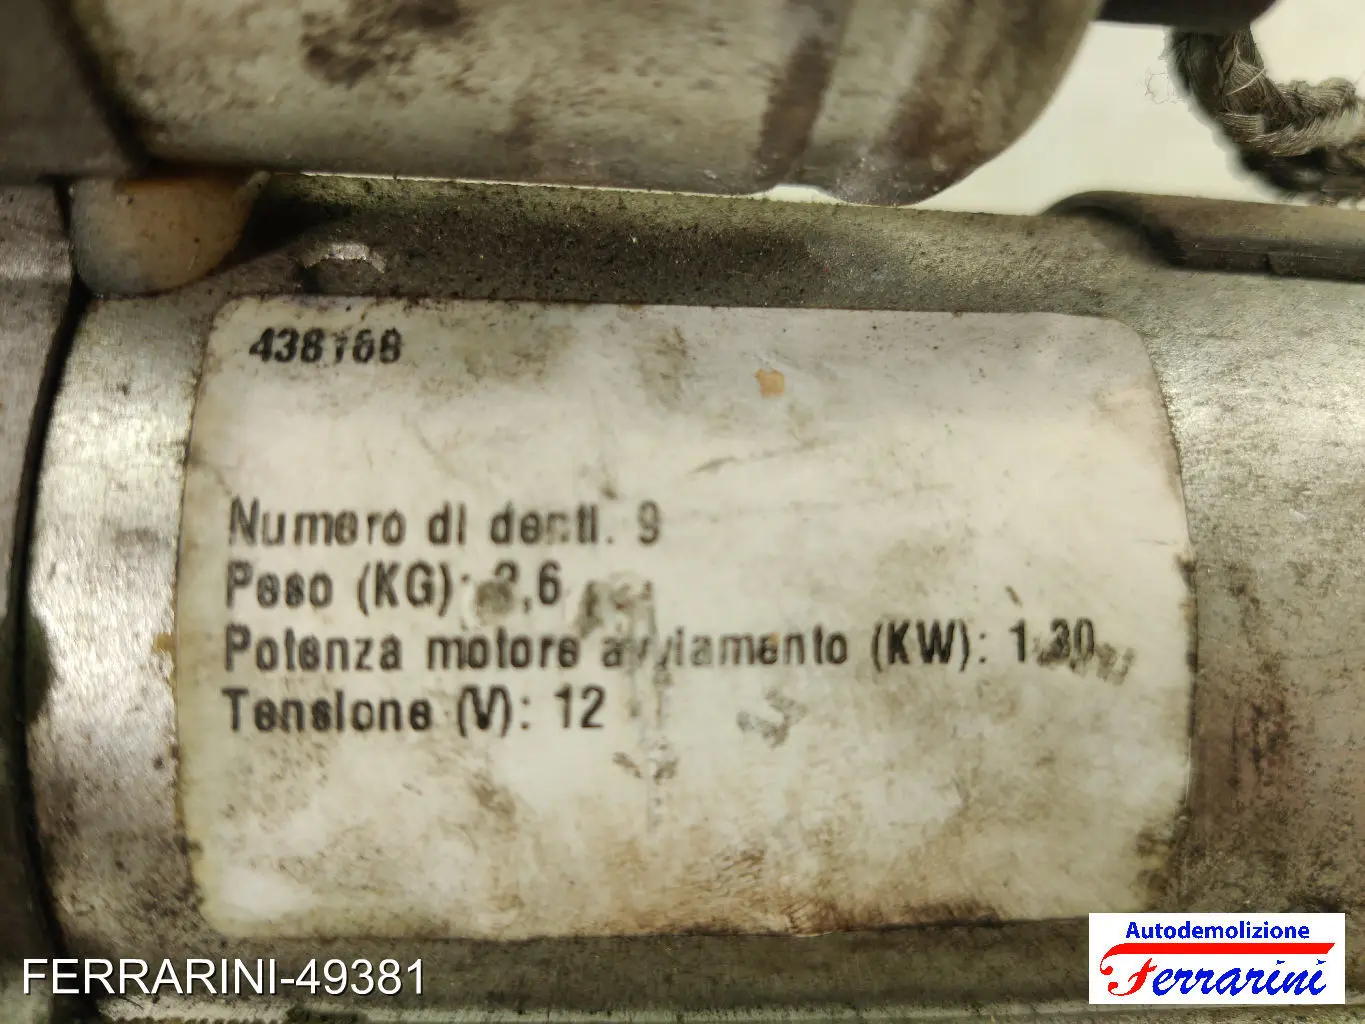 438168
Numero di denti: 9
Peso (KG): 2,6
Potenza motore avviamento (KW): 1.30
Tensione (V): 12
FERRARINI-49381
Autodemolizione
Ferrarini